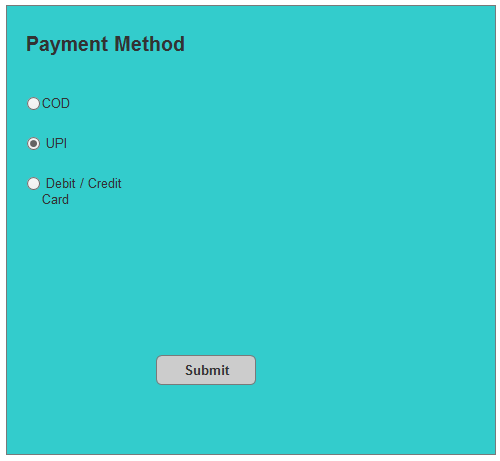 Payment Method
COD
UPI
Debit / Credit
Card
Submit